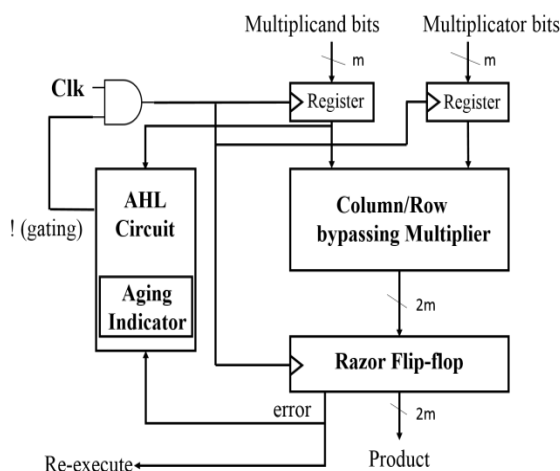 Multiplicand bits
Multiplicator bits
m
m
Clk
Register
Register
! (gating)
AHL
Circuit
Column/Row
bypassing Multiplier
Aging
Indicator
2m
Razor Flip-flop
error
2m
Re-execute
Product